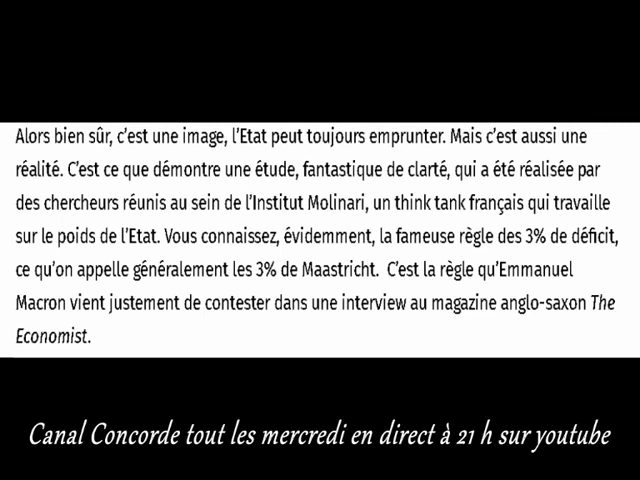 Alors bien sûr, c’est une image, l’Etat peut toujours emprunter. Mais c’est aussi une
réalité. C’est ce que démontre une étude, fantastique de clarté, qui a été réalisée par
des chercheurs réunis au sein de l’Institut Molinari, un think tank français qui travaille
sur le poids de l’Etat. Vous connaissez, évidemment, la fameuse règle des 3% de déficit,
ce qu’on appelle généralement les 3% de Maastricht.  C’est la règle qu’Emmanuel
Macron vient justement de contester dans une interview au magazine anglo-saxon The
Economist.
Canal Concorde tout les mercredi en direct à 21 h sur youtube